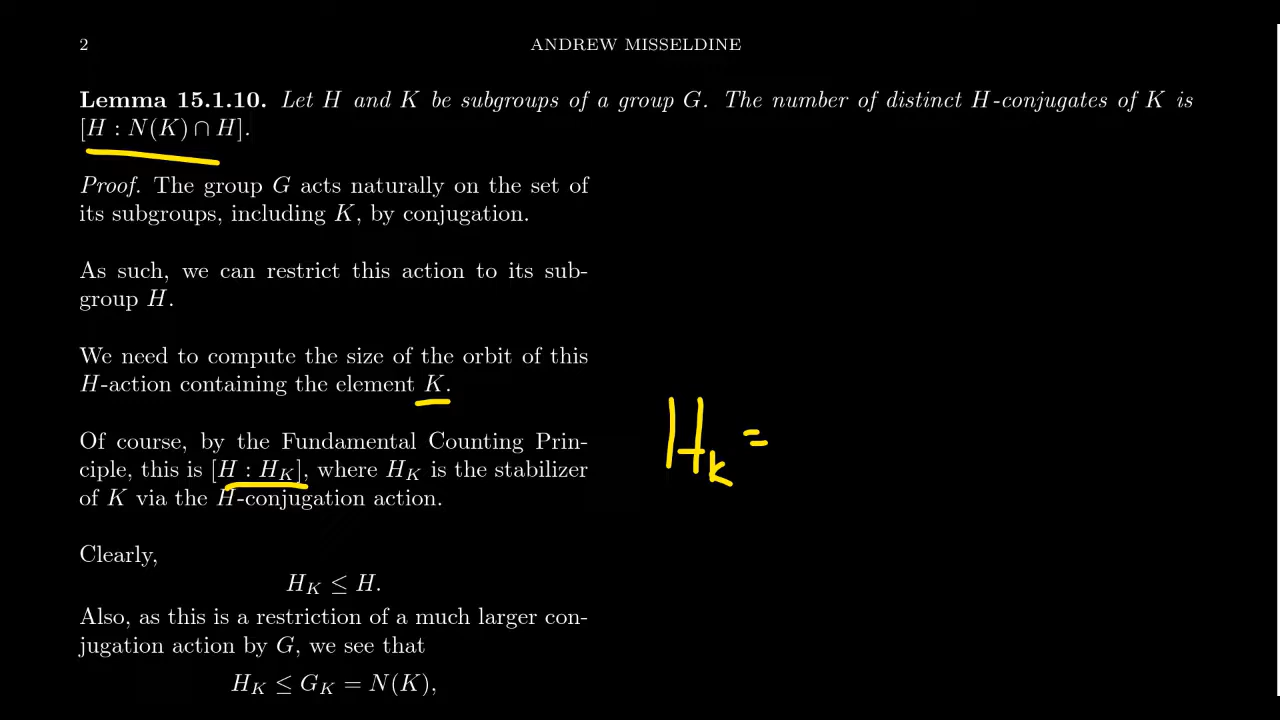 2 ANDREW MISSELDINE
Lemma 15.1.10. Let H and K be subgroups of a group G. The number of distinct H-conjugates of K is
[H : N(K) ∩ H].
Proof. The group G acts naturally on the set of
its subgroups, including K, by conjugation.
As such, we can restrict this action to its sub-
group H.
We need to compute the size of the orbit of this
H-action containing the element K.
Of course, by the Fundamental Counting Prin-
ciple, this is [H : H_K], where H_K is the stabilizer
of K via the H-conjugation action.
H_K =
Clearly,
H_K ≤ H.
Also, as this is a restriction of a much larger con-
jugation action by G, we see that
H_K ≤ G_K = N(K),